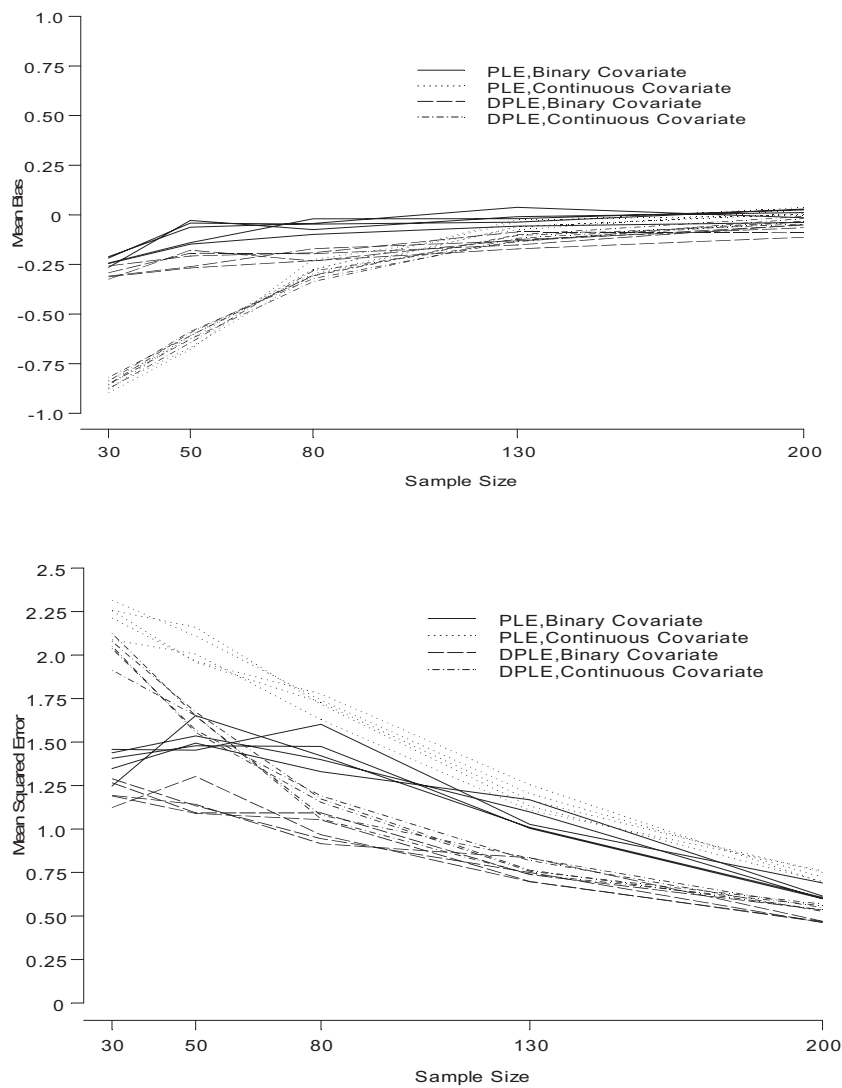 1.0
0.75
0.50
0.25
0
-0.25
-0.50
-0.75
-1.0
Mean Bias
PLE,Binary Covariate
PLE,Continuous Covariate
DPLE,Binary Covariate
DPLE,Continuous Covariate
30 50 80 130 200
Sample Size
2.5
2.25
2.0
1.75
1.50
1.25
1.0
0.75
0.50
0.25
0
Mean Squared Error
PLE,Binary Covariate
PLE,Continuous Covariate
DPLE,Binary Covariate
DPLE,Continuous Covariate
30 50 80 130 200
Sample Size